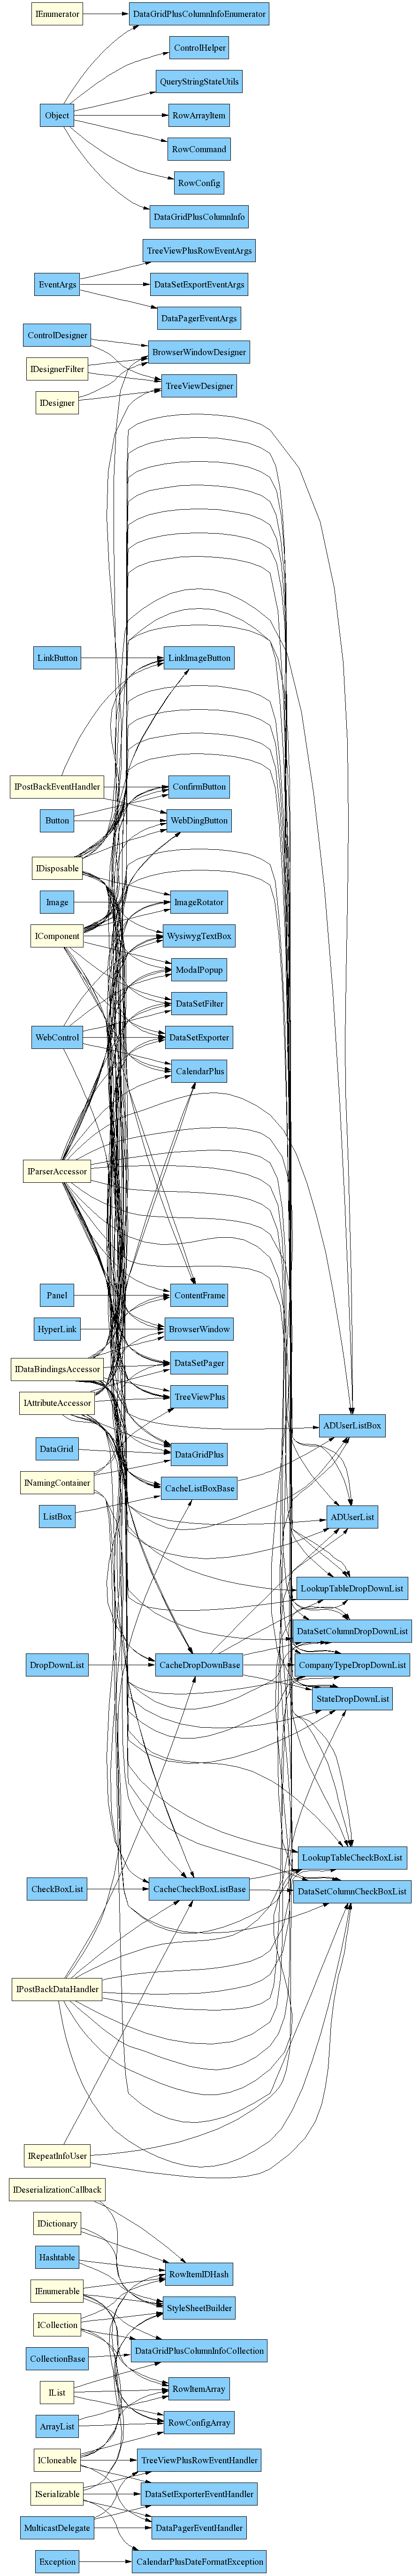 IEnumerator
DataGridPlusColumnInfoEnumerator
ControlHelper
QueryStringStateUtils
Object
RowArrayItem
RowCommand
RowConfig
DataGridPlusColumnInfo
TreeViewPlusRowEventArgs
EventArgs
DataSetExportEventArgs
DataPagerEventArgs
ControlDesigner
BrowserWindowDesigner
IDesignerFilter
TreeViewDesigner
IDesigner
LinkButton
LinkImageButton
IPostBackEventHandler
ConfirmButton
Button
WebDingButton
IDisposable
Image
ImageRotator
IComponent
WysiwygTextBox
ModalPopup
DataSetFilter
WebControl
DataSetExporter
CalendarPlus
IParserAccessor
Panel
ContentFrame
HyperLink
BrowserWindow
IDataBindingsAccessor
DataSetPager
IAttributeAccessor
TreeViewPlus
ADUserListBox
DataGrid
DataGridPlus
INamingContainer
CacheListBoxBase
ListBox
ADUserList
LookupTableDropDownList
DataSetColumnDropDownList
DropDownList
CacheDropDownBase
CompanyTypeDropDownList
StateDropDownList
LookupTableCheckBoxList
CheckBoxList
CacheCheckBoxListBase
DataSetColumnCheckBoxList
IPostBackDataHandler
IRepeatInfoUser
IDeserializationCallback
IDictionary
Hashtable
RowItemIDHash
IEnumerable
StyleSheetBuilder
ICollection
DataGridPlusColumnInfoCollection
CollectionBase
IList
RowItemArray
ArrayList
RowConfigArray
ICloneable
TreeViewPlusRowEventHandler
ISerializable
DataSetExporterEventHandler
MulticastDelegate
DataPagerEventHandler
Exception
CalendarPlusDateFormatException